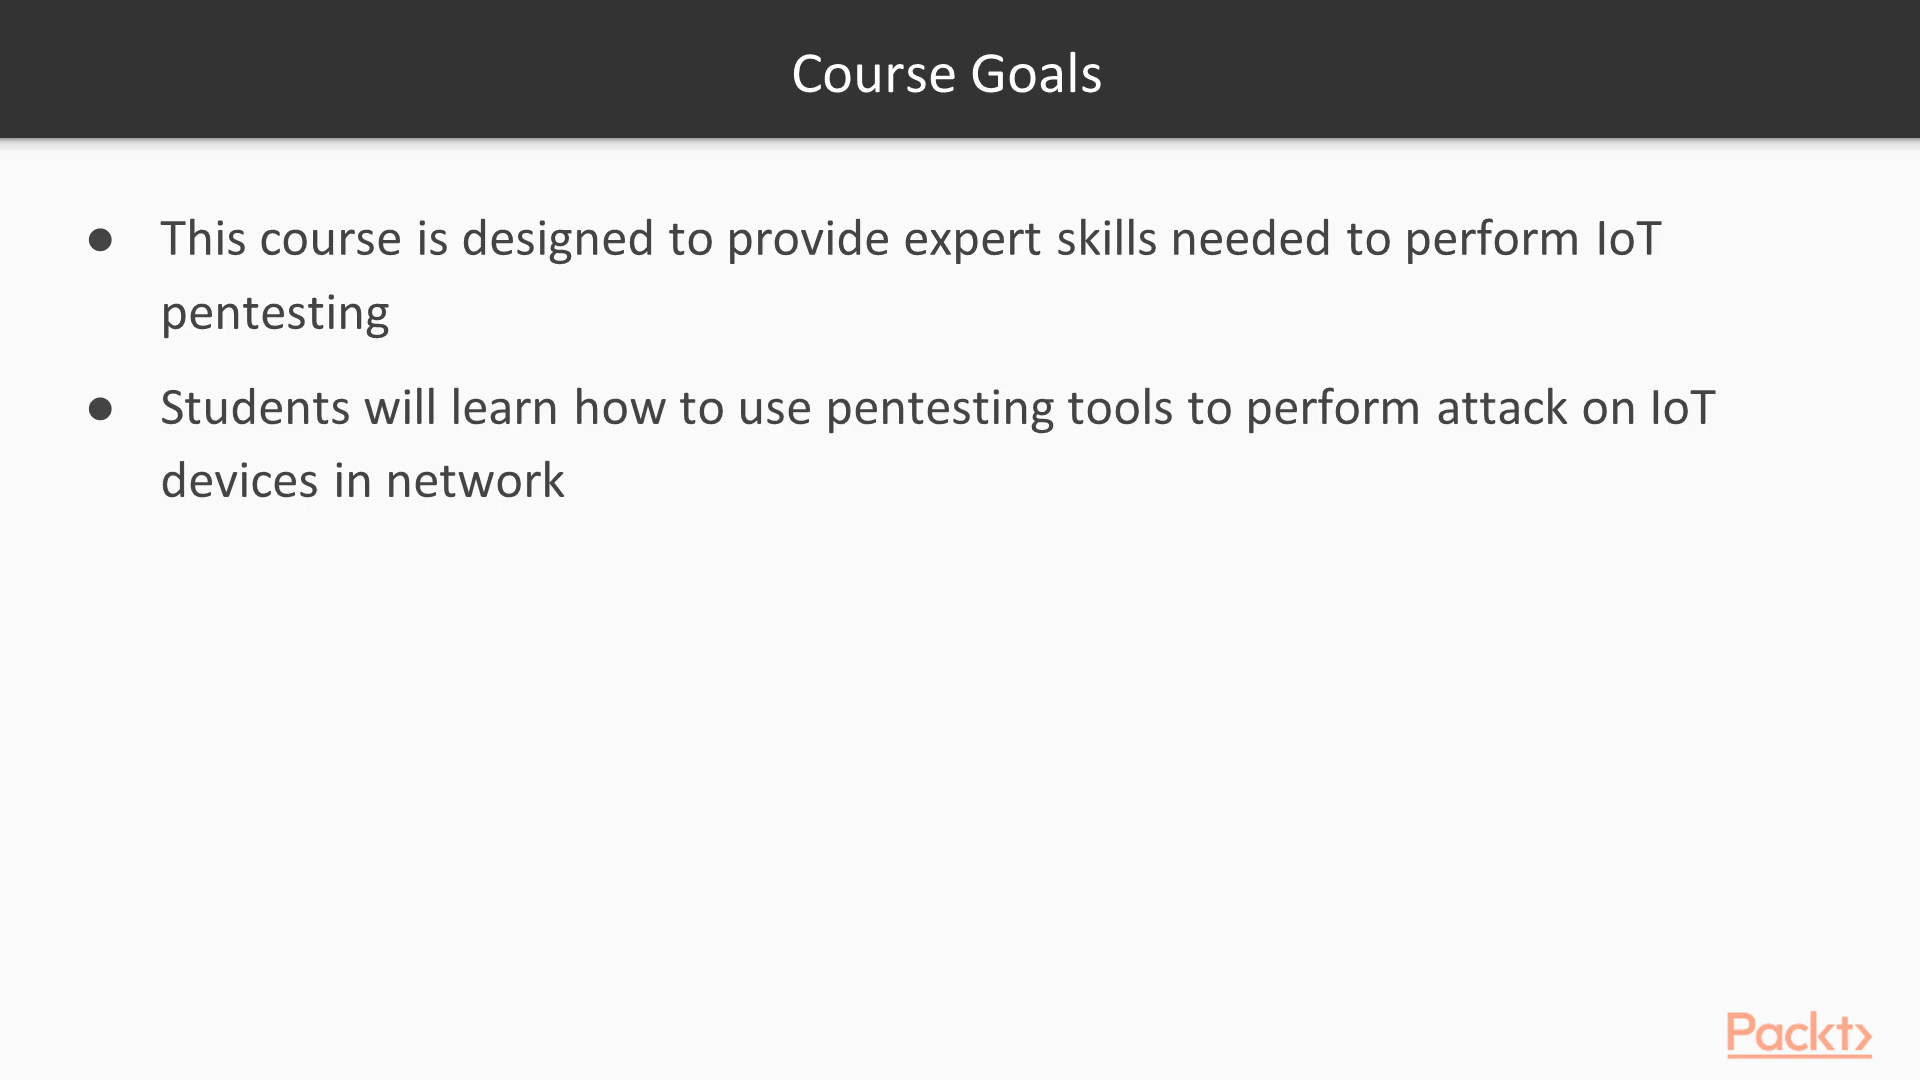 Course Goals
● This course is designed to provide expert skills needed to perform IoT
pentesting
● Students will learn how to use pentesting tools to perform attack on IoT
devices in network
Packt>